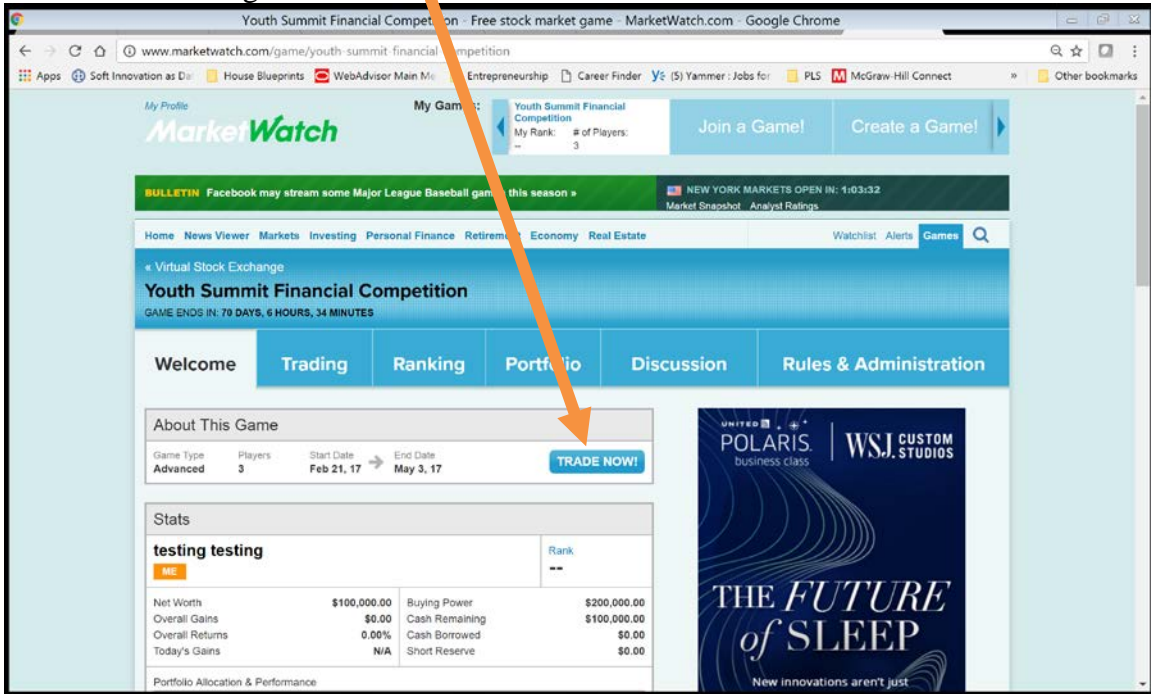 Youth Summit Financial Competition - Free stock market game - MarketWatch.com - Google Chrome
www.marketwatch.com/game/youth-summit-financial-competition
Apps Soft Innovation as Da House Blueprints WebAdvisor Main Me Entrepreneurship Career Finder (5) Yammer : Jobs for PLS McGraw-Hill Connect » Other bookmarks
My Profile
MarketWatch
My Games:
Youth Summit Financial
Competition
My Rank: # of Players:
-- 3
Join a Game!
Create a Game!
BULLETIN Facebook may stream some Major League Baseball games this season »
NEW YORK MARKETS OPEN IN: 1:03:32
Market Snapshot Analyst Ratings
Home News Viewer Markets Investing Personal Finance Retirement Economy Real Estate Watchlist Alerts Games
« Virtual Stock Exchange
Youth Summit Financial Competition
GAME ENDS IN: 70 DAYS, 6 HOURS, 34 MINUTES
Welcome Trading Ranking Portfolio Discussion Rules & Administration
About This Game
Game Type Players Start Date End Date
Advanced 3 Feb 21, 17 → May 3, 17
TRADE NOW!
Stats
testing testing
ME
Rank
--
Net Worth $100,000.00 Buying Power $200,000.00
Overall Gains $0.00 Cash Remaining $100,000.00
Overall Returns 0.00% Cash Borrowed $0.00
Today's Gains N/A Short Reserve $0.00
Portfolio Allocation & Performance
UNITED
POLARIS.
business class
WSJ. CUSTOM
STUDIOS
THE FUTURE
of SLEEP
New innovations aren't just